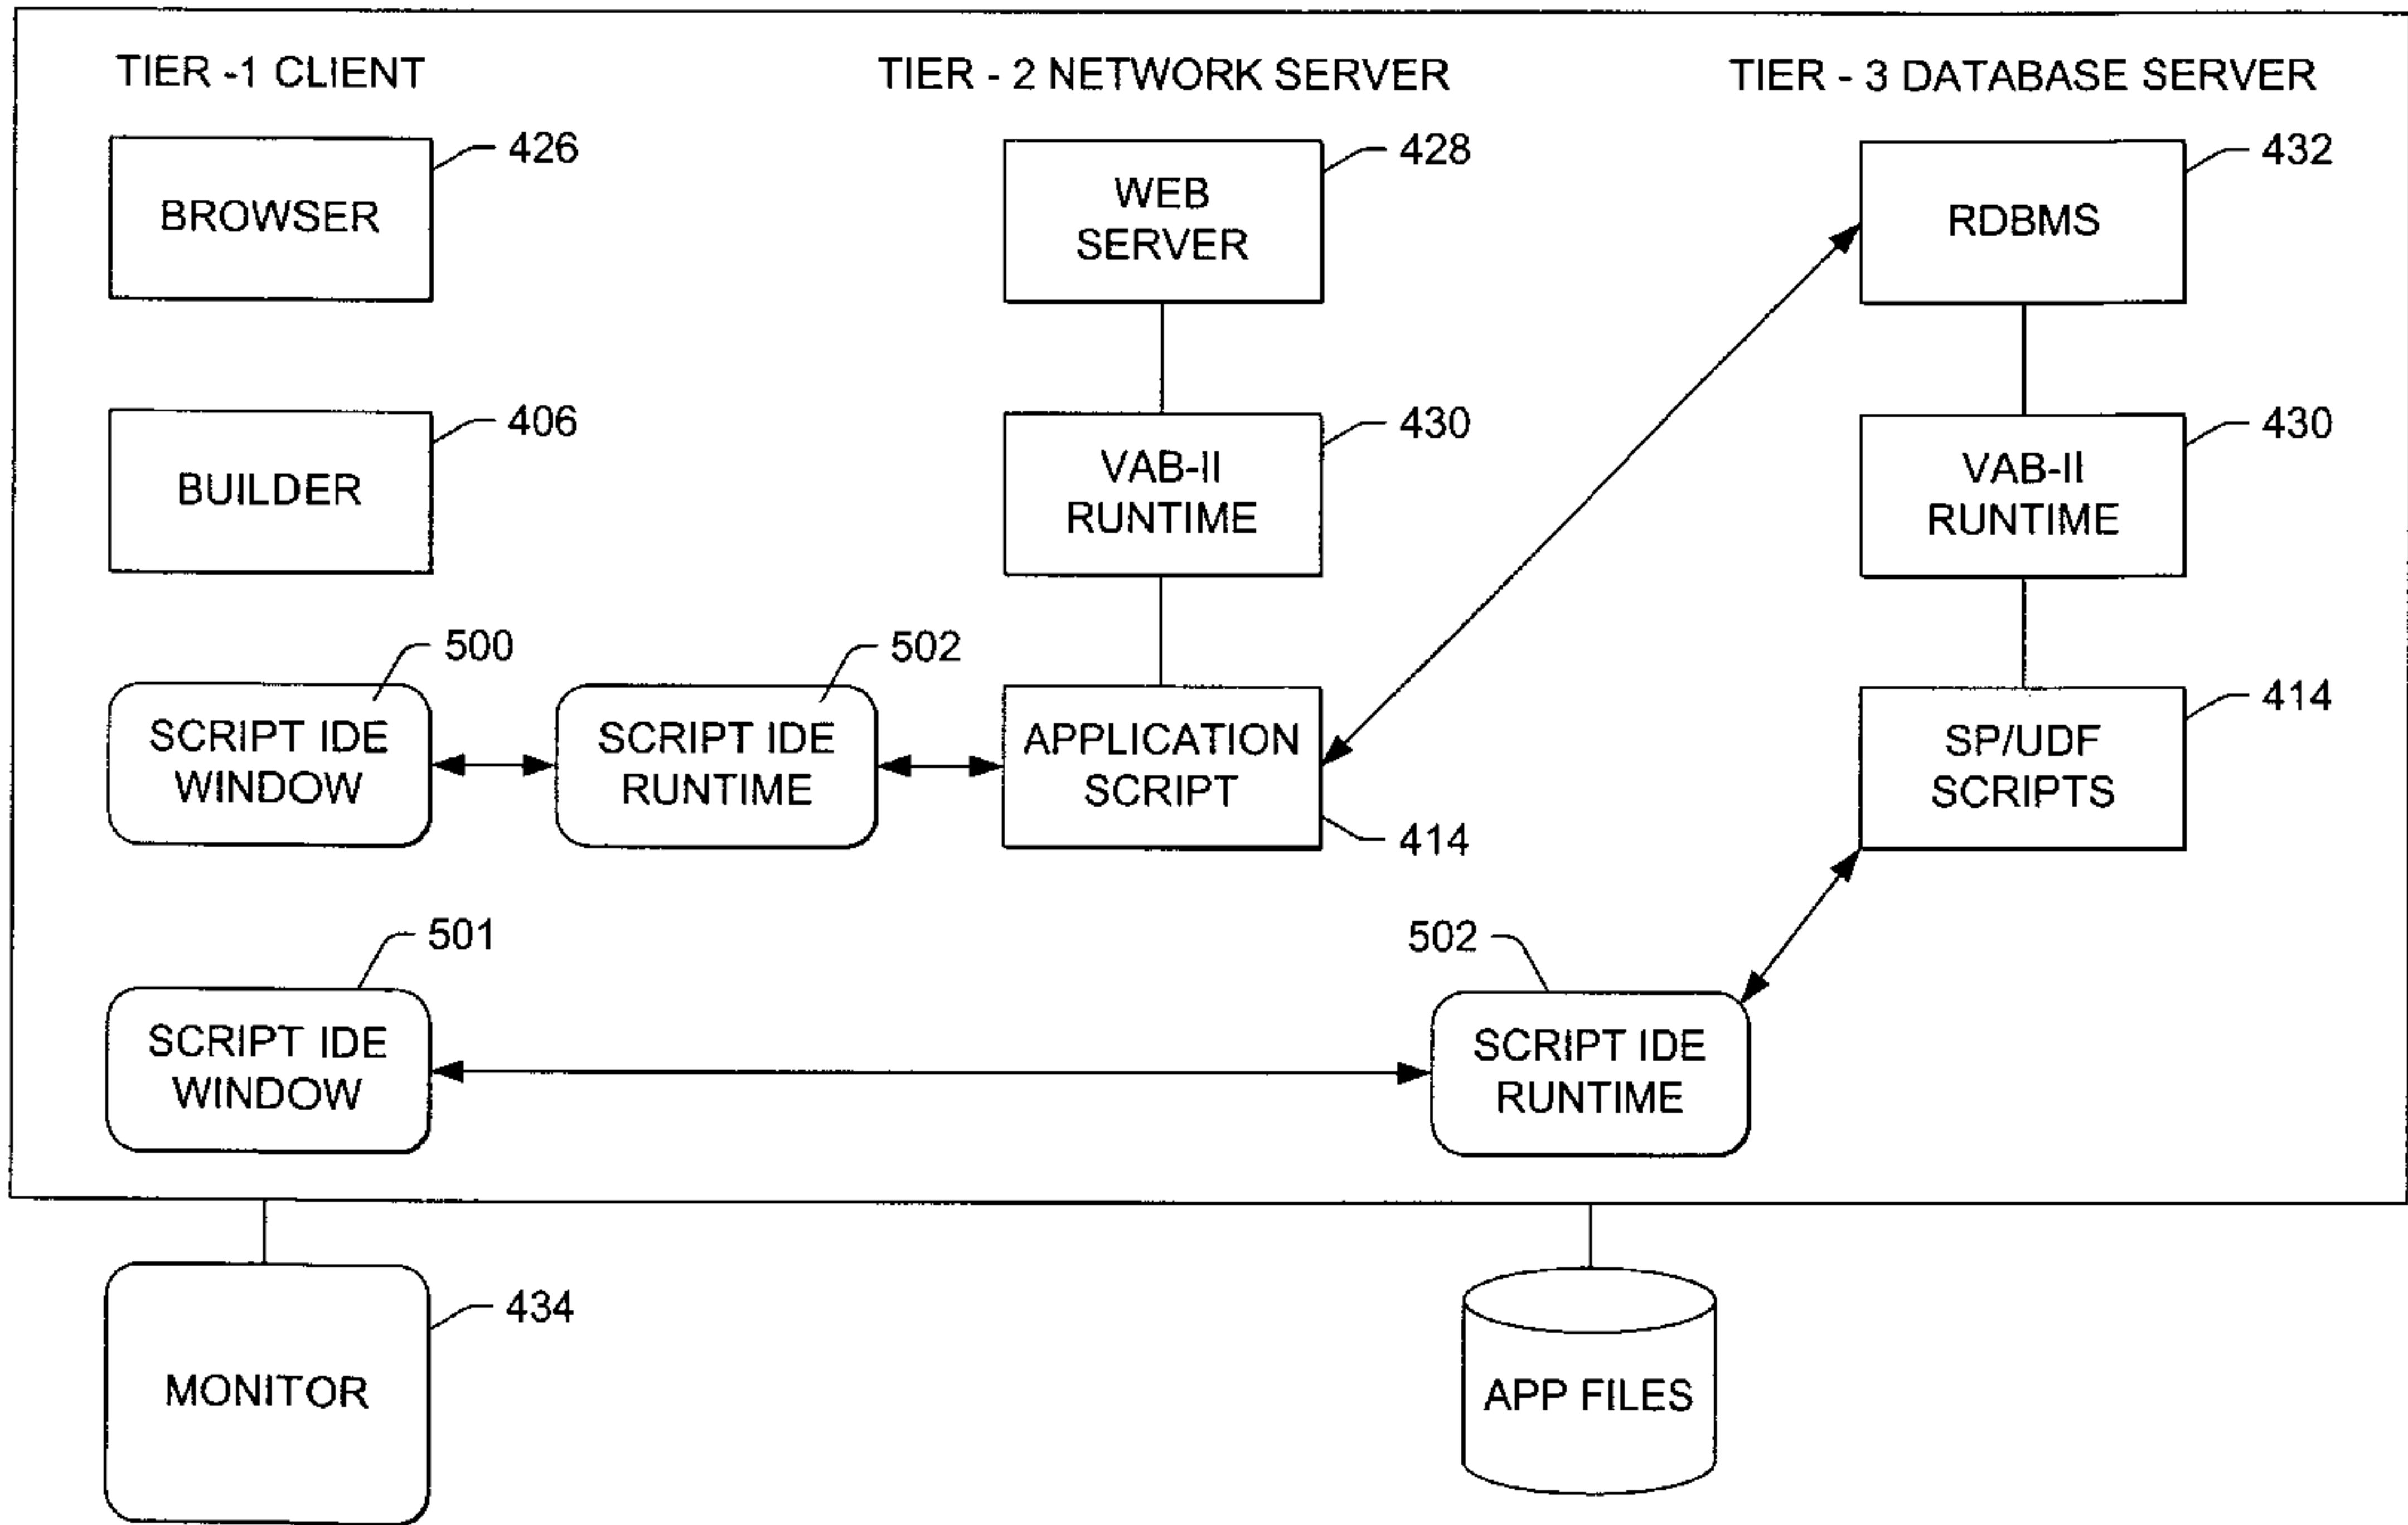 TIER -1 CLIENT
TIER - 2 NETWORK SERVER
TIER - 3 DATABASE SERVER
426
BROWSER
428
WEB
SERVER
432
RDBMS
406
BUILDER
430
VAB-II
RUNTIME
430
VAB-II
RUNTIME
500
SCRIPT IDE
WINDOW
502
SCRIPT IDE
RUNTIME
APPLICATION
SCRIPT
414
414
SP/UDF
SCRIPTS
501
SCRIPT IDE
WINDOW
502
SCRIPT IDE
RUNTIME
434
MONITOR
APP FILES